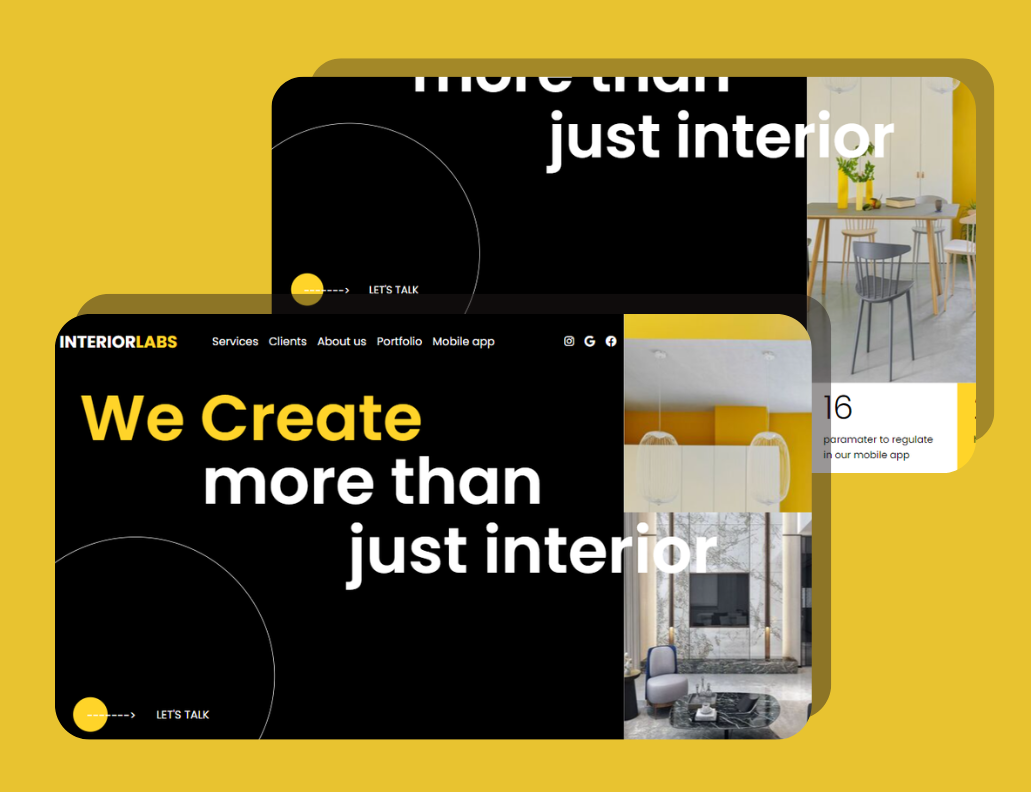 more than
just interior
-------> LET'S TALK
16
paramater to regulate
in our mobile app
INTERIORLABS
Services Clients About us Portfolio Mobile app
We Create
more than
just interior
-------> LET'S TALK